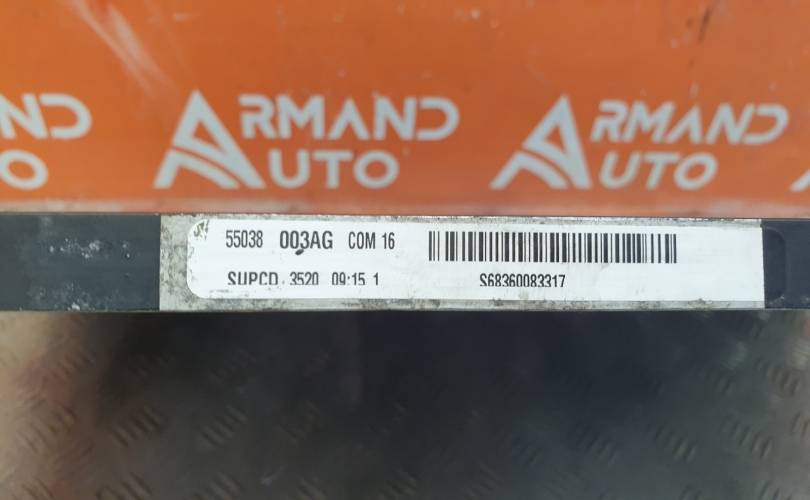 ARMAND ARMAND
AUTO AUTO
55038 003AG COM 16
SUPCD 3520 09:15 1
S68360083317